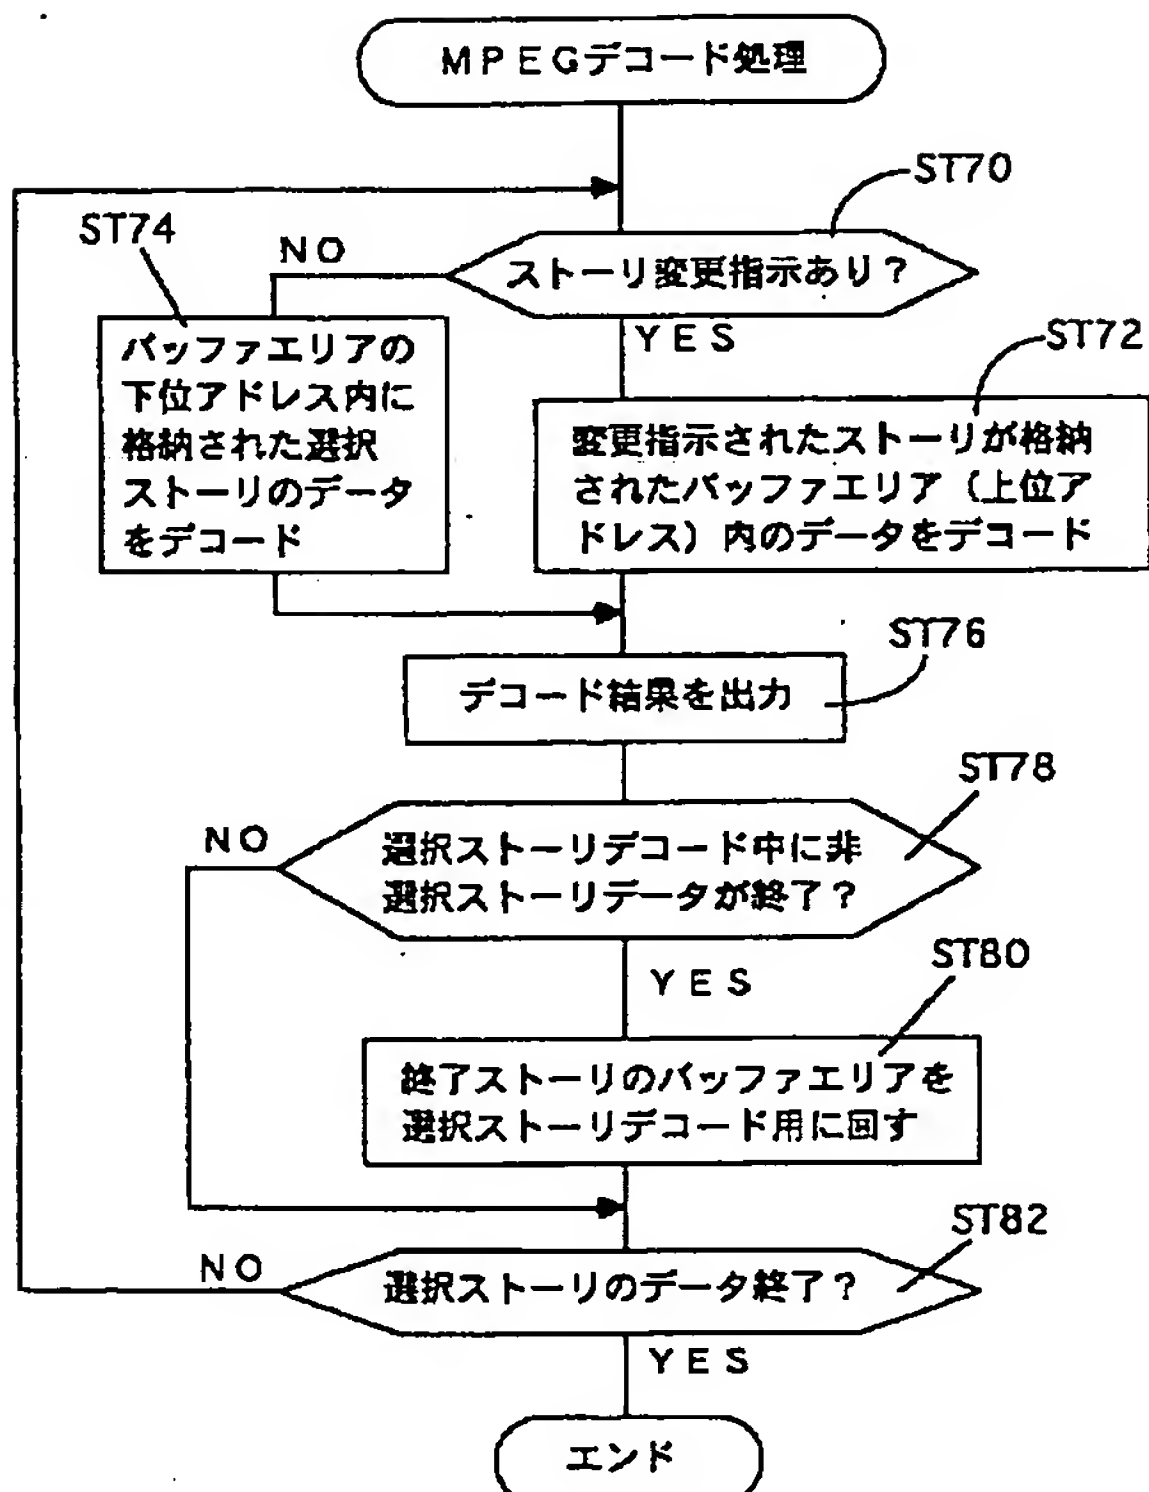 MPEGデコード処理
ST70
ST74
NO
ストーリ変更指示あり?
YES
ST72
バッファエリアの
下位アドレス内に
格納された選択
ストーリのデータ
をデコード
変更指示されたストーリが格納
されたバッファエリア(上位ア
ドレス)内のデータをデコード
ST76
デコード結果を出力
ST78
NO
選択ストーリデコード中に非
選択ストーリデータが終了?
YES
ST80
終了ストーリのバッファエリアを
選択ストーリデコード用に回す
ST82
NO
選択ストーリのデータ終了?
YES
エンド